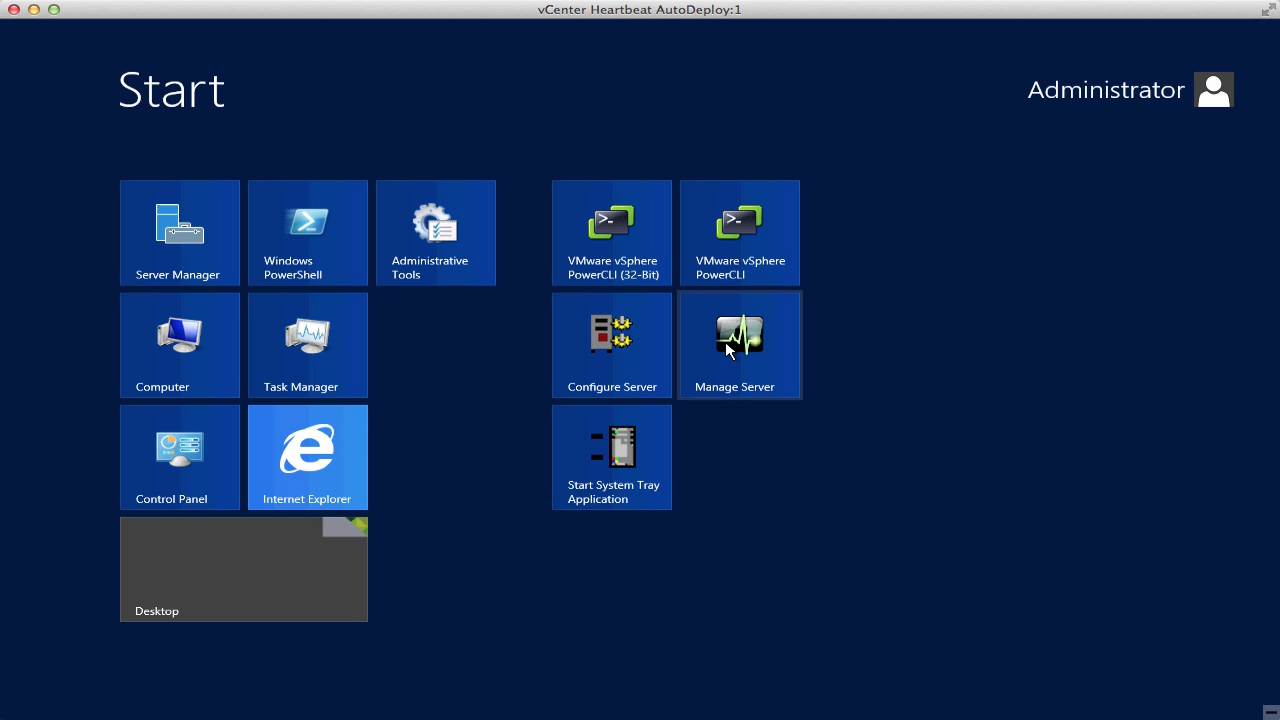 vCenter Heartbeat AutoDeploy:1
Start
Administrator
Server Manager
Windows
PowerShell
Administrative
Tools
VMware vSphere
PowerCLI (32-Bit)
VMware vSphere
PowerCLI
Computer
Task Manager
Configure Server
Manage Server
Control Panel
Internet Explorer
Start System Tray
Application
Desktop